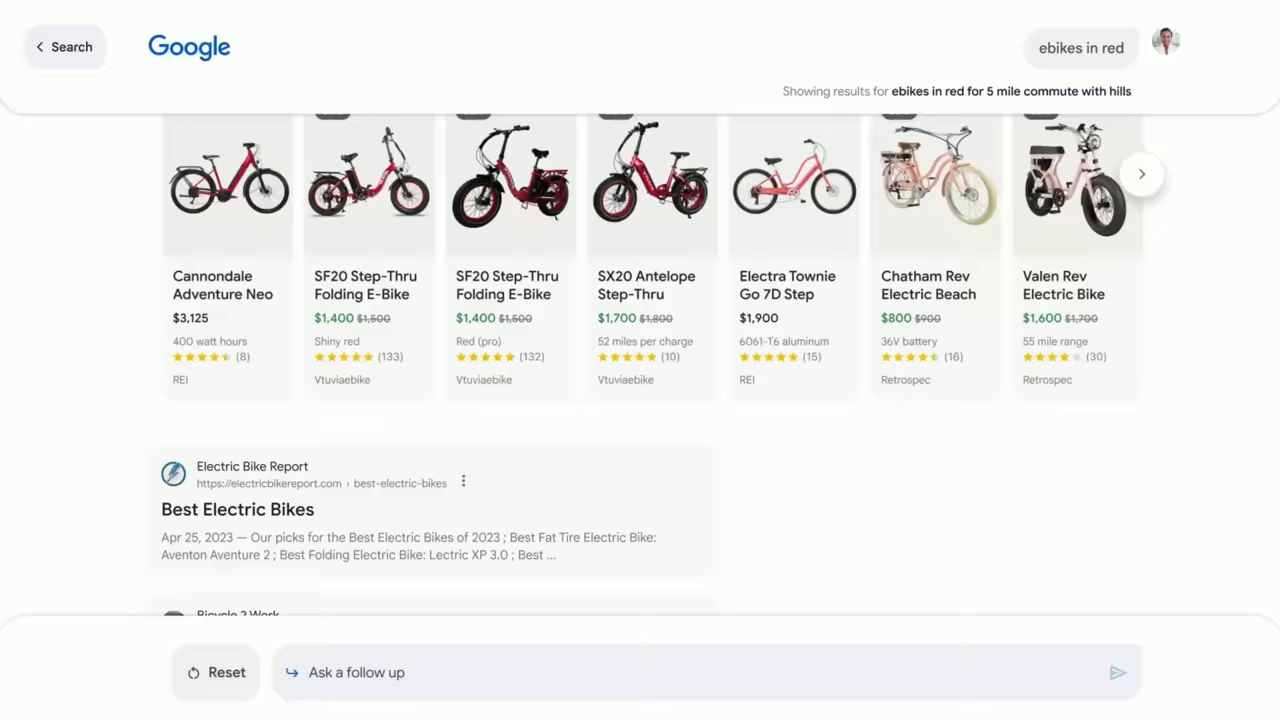 Search
Google
ebikes in red
Showing results for ebikes in red for 5 mile commute with hills
Cannondale
Adventure Neo
$3,125
400 watt hours
(8)
REI
SF20 Step-Thru
Folding E-Bike
$1,400 $1,500
Shiny red
(133)
Vtuviaebike
SF20 Step-Thru
Folding E-Bike
$1,400 $1,500
Red (pro)
(132)
Vtuviaebike
SX20 Antelope
Step-Thru
$1,700 $1,800
52 miles per charge
(10)
Vtuviaebike
Electra Townie
Go 7D Step
$1,900
6061-T6 aluminum
(15)
REI
Chatham Rev
Electric Beach
$800 $900
36V battery
(16)
Retrospec
Valen Rev
Electric Bike
$1,600 $1,700
55 mile range
(30)
Retrospec
Electric Bike Report
https://electricbikereport.com › best-electric-bikes
Best Electric Bikes
Apr 25, 2023 — Our picks for the Best Electric Bikes of 2023 ; Best Fat Tire Electric Bike:
Aventon Aventure 2 ; Best Folding Electric Bike: Lectric XP 3.0 ; Best ...
Bicycle 2 Work
Reset
Ask a follow up